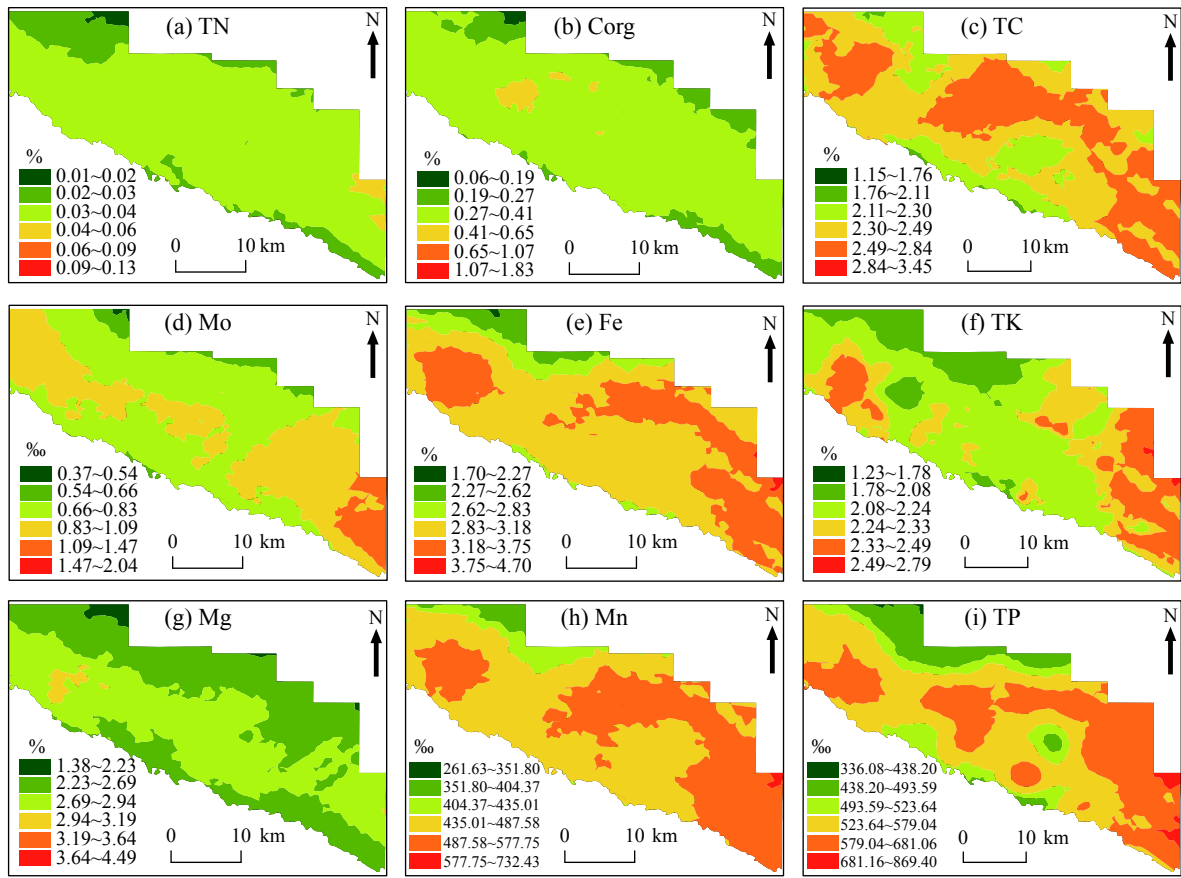 (a) TN
N
%
0.01~0.02
0.02~0.03
0.03~0.04
0.04~0.06
0.06~0.09
0.09~0.13
0 10 km
(b) Corg
N
%
0.06~0.19
0.19~0.27
0.27~0.41
0.41~0.65
0.65~1.07
1.07~1.83
0 10 km
(c) TC
N
%
1.15~1.76
1.76~2.11
2.11~2.30
2.30~2.49
2.49~2.84
2.84~3.45
0 10 km
(d) Mo
N
‰
0.37~0.54
0.54~0.66
0.66~0.83
0.83~1.09
1.09~1.47
1.47~2.04
0 10 km
(e) Fe
N
%
1.70~2.27
2.27~2.62
2.62~2.83
2.83~3.18
3.18~3.75
3.75~4.70
0 10 km
(f) TK
N
%
1.23~1.78
1.78~2.08
2.08~2.24
2.24~2.33
2.33~2.49
2.49~2.79
0 10 km
(g) Mg
N
%
1.38~2.23
2.23~2.69
2.69~2.94
2.94~3.19
3.19~3.64
3.64~4.49
0 10 km
(h) Mn
N
‰
261.63~351.80
351.80~404.37
404.37~435.01
435.01~487.58
487.58~577.75
577.75~732.43
0 10 km
(i) TP
N
‰
336.08~438.20
438.20~493.59
493.59~523.64
523.64~579.04
579.04~681.06
681.16~869.40
0 10 km